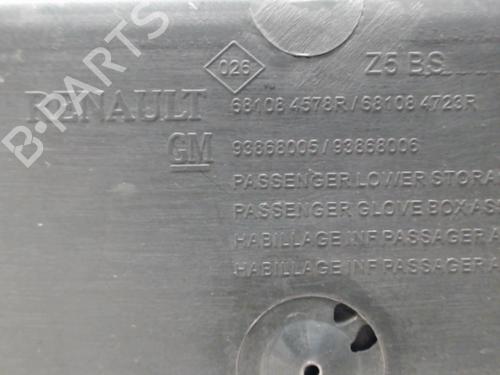 026
Z5 BS
RENAULT
68108 4578R / 68108 4723R
GM
93868005 / 93868006
PASSENGER LOWER STORA
PASSENGER GLOVE BOX ASS
HABILLAGE INF PASSAGER A
HABILLAGE INF PASSAGER A
B-PARTS